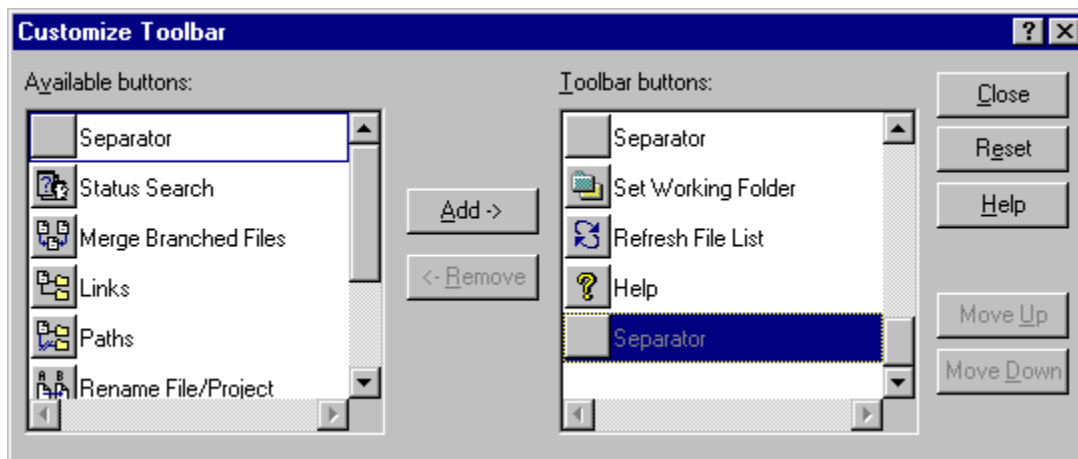 Customize Toolbar
Available buttons:
Separator
Status Search
Merge Branched Files
Links
Paths
Rename File/Project
Add ->
<- Remove
Toolbar buttons:
Separator
Set Working Folder
Refresh File List
Help
Separator
Close
Reset
Help
Move Up
Move Down